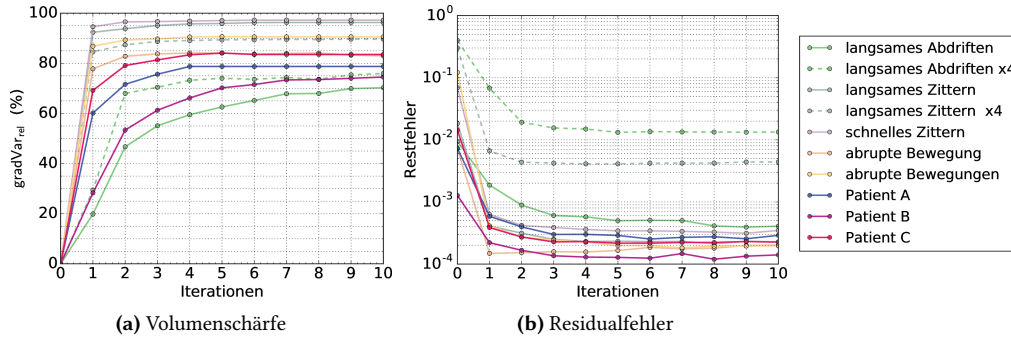 100
80
60
40
20
0
gradVar_rel (%)
0 1 2 3 4 5 6 7 8 9 10
Iterationen
(a) Volumenschärfe
10^0
10^-1
10^-2
10^-3
10^-4
Restfehler
0 1 2 3 4 5 6 7 8 9 10
Iterationen
(b) Residualfehler
langsames Abdriften
langsames Abdriften x4
langsames Zittern
langsames Zittern x4
schnelles Zittern
abrupte Bewegung
abrupte Bewegungen
Patient A
Patient B
Patient C